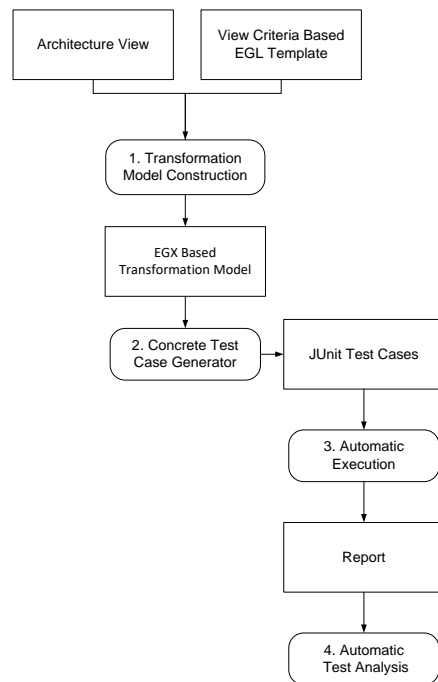 Architecture View
View Criteria Based
EGL Template
1. Transformation
Model Construction
EGX Based
Transformation Model
2. Concrete Test
Case Generator
JUnit Test Cases
3. Automatic
Execution
Report
4. Automatic
Test Analysis